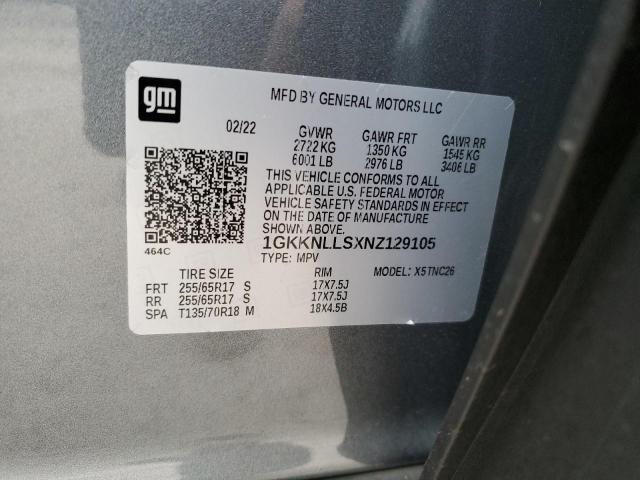 gm
MFD BY GENERAL MOTORS LLC
02/22 GVWR GAWR FRT GAWR RR
2722 KG 1350 KG 1545 KG
6001 LB 2976 LB 3406 LB
THIS VEHICLE CONFORMS TO ALL
APPLICABLE U.S. FEDERAL MOTOR
VEHICLE SAFETY STANDARDS IN EFFECT
ON THE DATE OF MANUFACTURE
SHOWN ABOVE.
1GKKNLLSXNZ129105
464C TYPE: MPV MODEL: X5TNC26
TIRE SIZE RIM
FRT 255/65R17 S 17X7.5J
RR 255/65R17 S 17X7.5J
SPA T135/70R18 M 18X4.5B